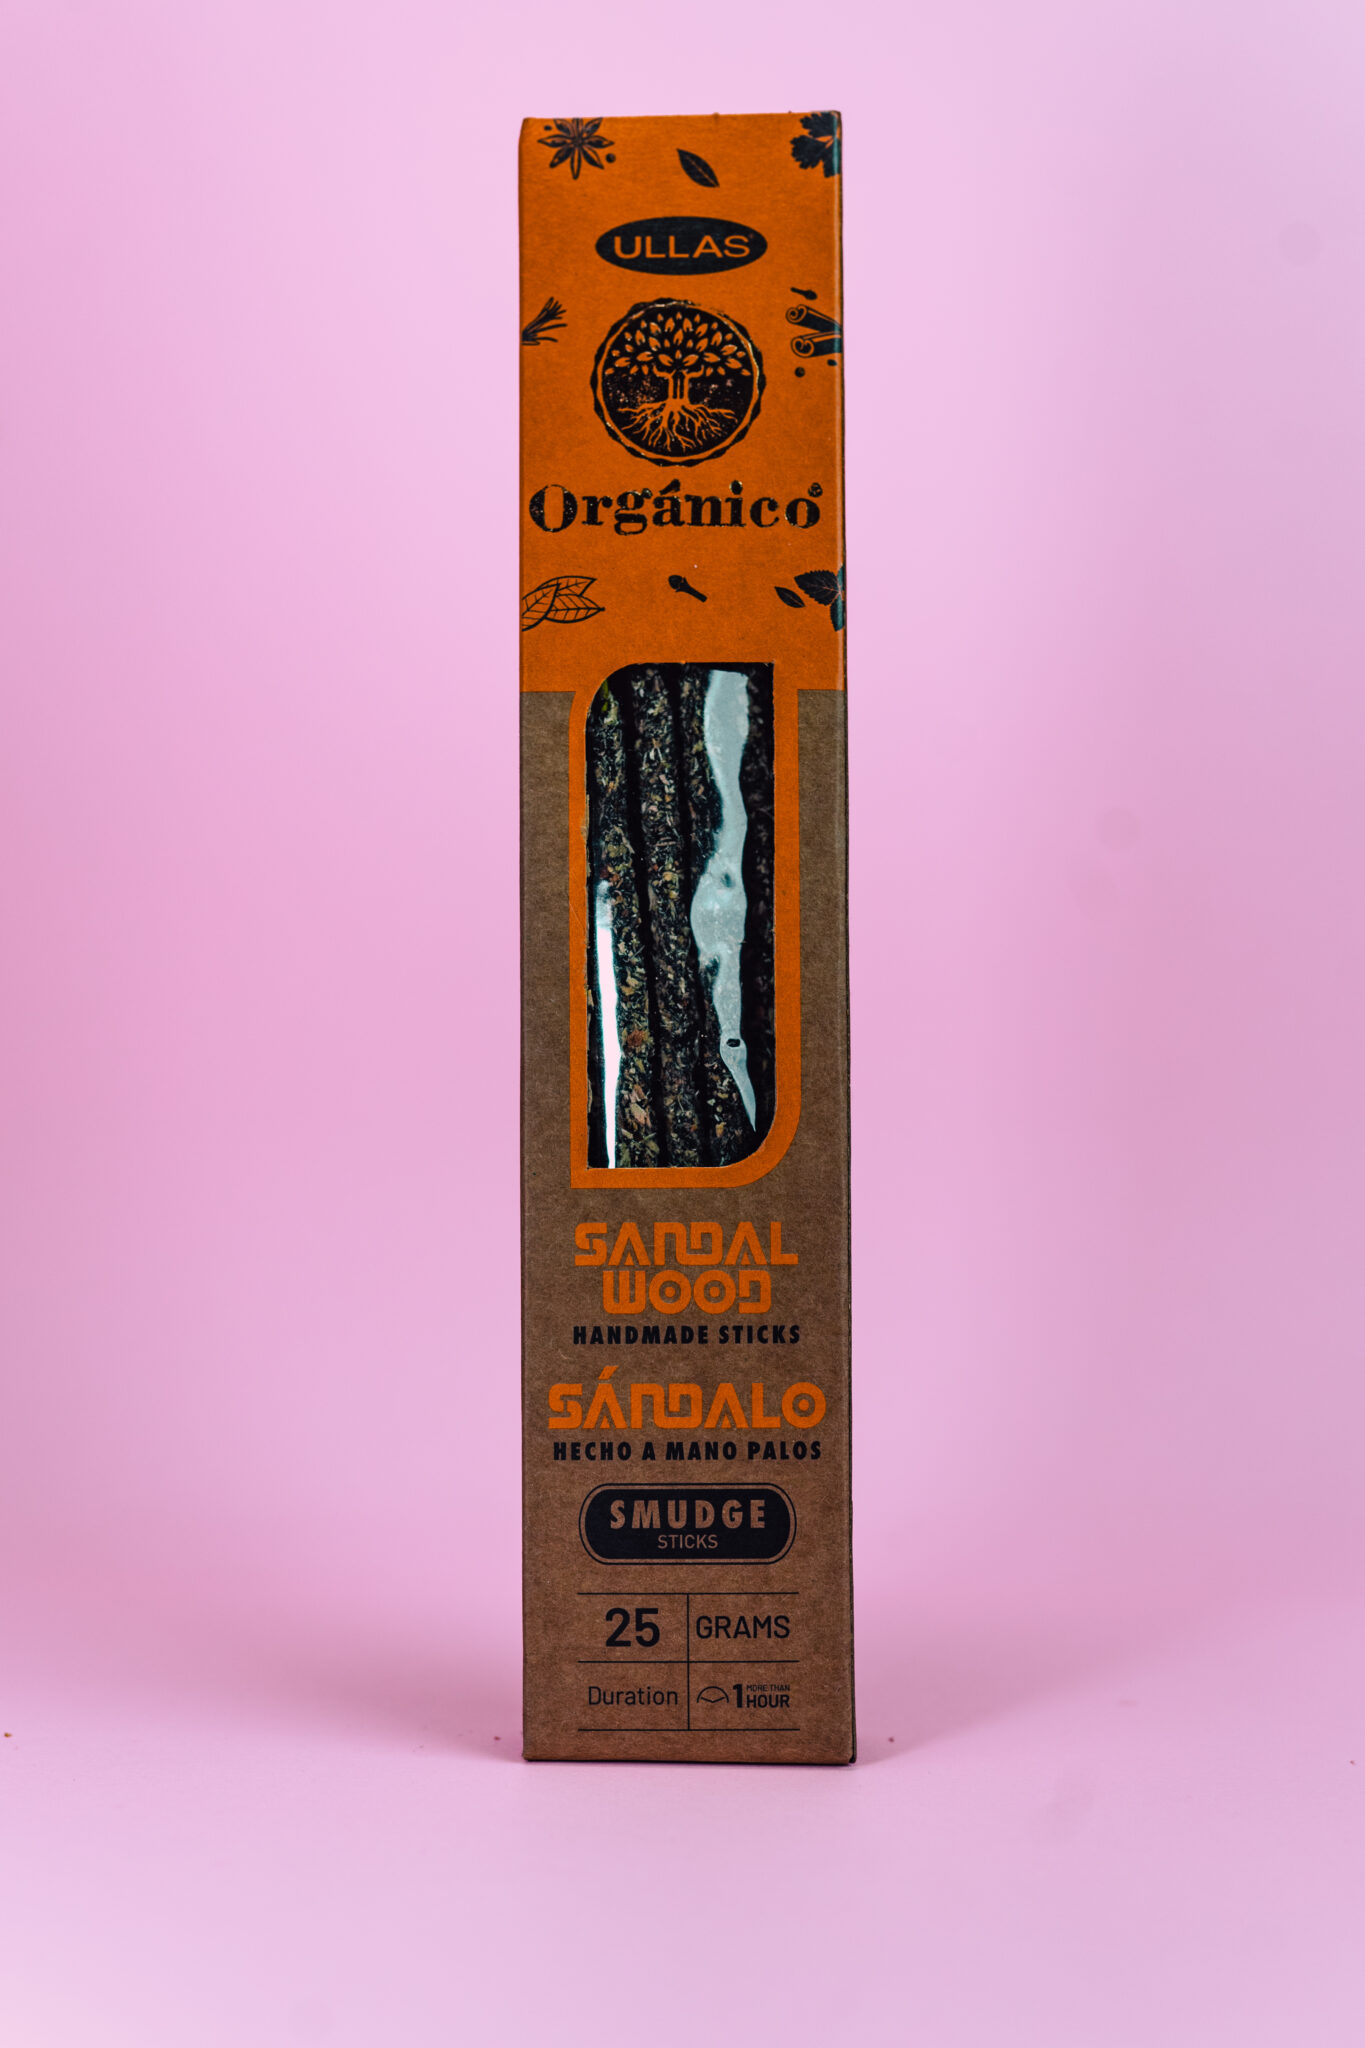 ULLAS
Orgánico
SANDAL
WOOD
HANDMADE STICKS
SÁNDALO
HECHO A MANO PALOS
SMUDGE
STICKS
25 GRAMS
Duration 1 MORE THAN HOUR